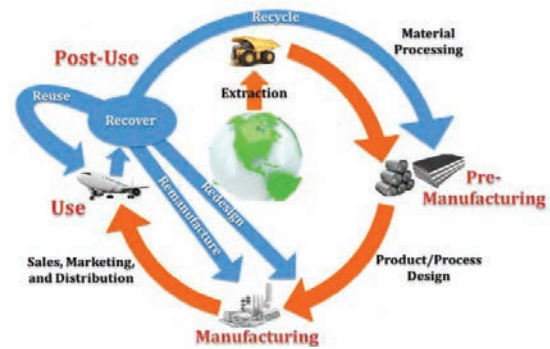 Recycle
Material
Processing
Post-Use
Extraction
Reuse
Recover
Pre-
Manufacturing
Use
Remanufacture
Redesign
Sales, Marketing,
and Distribution
Product/Process
Design
Manufacturing